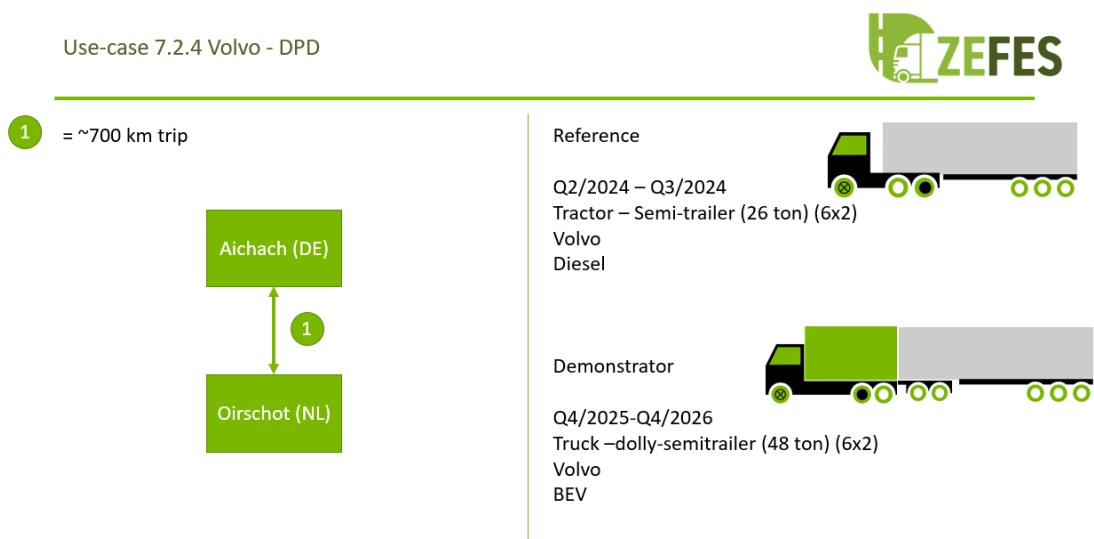 Use-case 7.2.4 Volvo - DPD
ZEFES
1
= ~700 km trip
Aichach (DE)
1
Oirschot (NL)
Reference
Q2/2024 – Q3/2024
Tractor – Semi-trailer (26 ton) (6x2)
Volvo
Diesel
Demonstrator
Q4/2025-Q4/2026
Truck –dolly-semitrailer (48 ton) (6x2)
Volvo
BEV